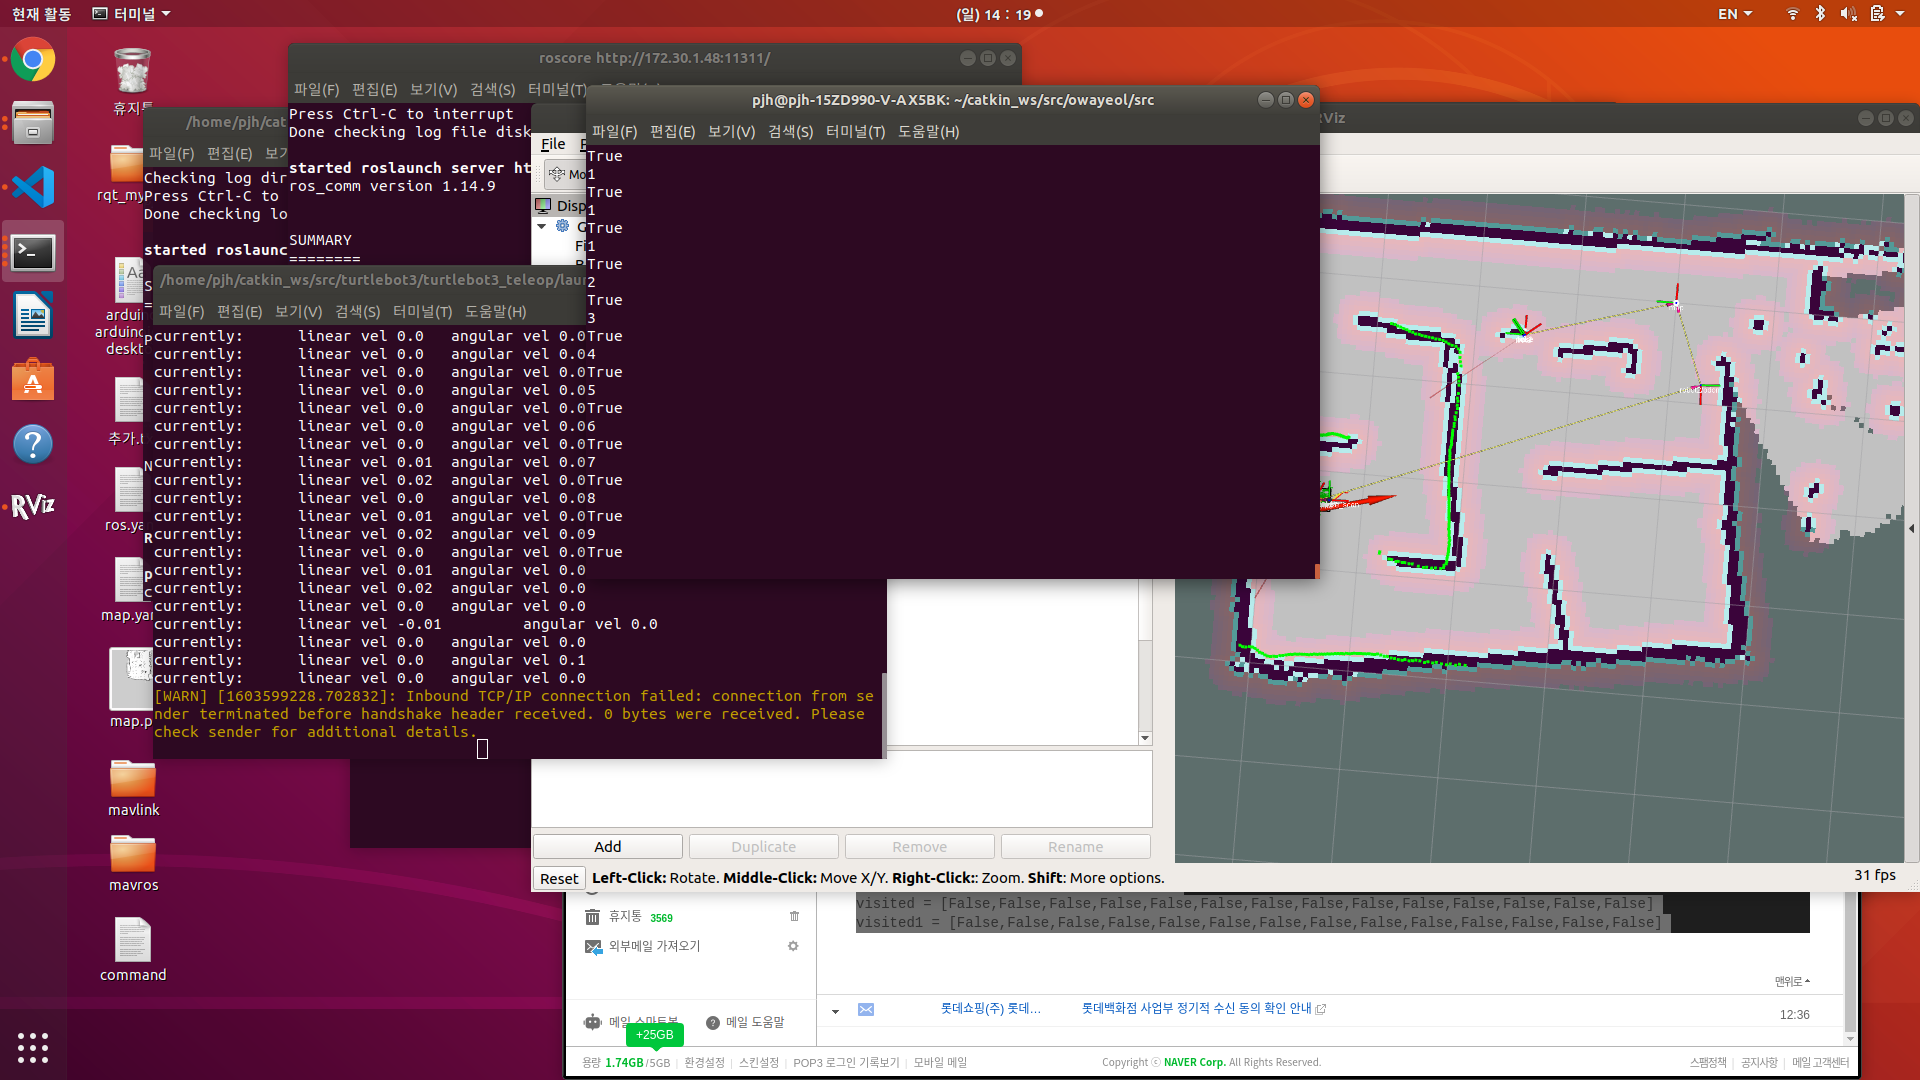 현재 활동
터미널
(일) 14 : 19
EN
휴지통
rqt_my
arduin
arduino
deskto
추가.t
ros.ya
map.yar
map.p
mavlink
mavros
command
RViz
roscore http://172.30.1.48:11311/
파일(F) 편집(E) 보기(V) 검색(S) 터미널(T)
Press Ctrl-C to interrupt
Done checking log file disk
started roslaunch server ht
ros_comm version 1.14.9
SUMMARY
========
/home/pjh/cat
파일(F) 편집(E) 보기
Checking log dir
Press Ctrl-C to
Done checking lo
started roslaunc
/home/pjh/catkin_ws/src/turtlebot3/turtlebot3_teleop/laun
파일(F) 편집(E) 보기(V) 검색(S) 터미널(T) 도움말(H)
currently: linear vel 0.0 angular vel 0.0
currently: linear vel 0.0 angular vel 0.0
currently: linear vel 0.0 angular vel 0.0
currently: linear vel 0.0 angular vel 0.0
currently: linear vel 0.0 angular vel 0.0
currently: linear vel 0.0 angular vel 0.0
currently: linear vel 0.0 angular vel 0.0
currently: linear vel 0.01 angular vel 0.0
currently: linear vel 0.02 angular vel 0.0
currently: linear vel 0.0 angular vel 0.0
currently: linear vel 0.01 angular vel 0.0
currently: linear vel 0.02 angular vel 0.0
currently: linear vel 0.0 angular vel 0.0
currently: linear vel 0.01 angular vel 0.0
currently: linear vel 0.02 angular vel 0.0
currently: linear vel 0.0 angular vel 0.0
currently: linear vel -0.01 angular vel 0.0
currently: linear vel 0.0 angular vel 0.0
currently: linear vel 0.0 angular vel 0.1
currently: linear vel 0.0 angular vel 0.0
[WARN] [1603599228.702832]: Inbound TCP/IP connection failed: connection from se
nder terminated before handshake header received. 0 bytes were received. Please
check sender for additional details.
pjh@pjh-15ZD990-V-AX5BK: ~/catkin_ws/src/owayeol/src
파일(F) 편집(E) 보기(V) 검색(S) 터미널(T) 도움말(H)
True
1
True
1
True
1
True
2
True
3
True
4
True
5
True
6
True
7
True
8
True
9
True
RViz
File
Mo
Disp
G
Fi
Add
Duplicate
Remove
Rename
Reset
Left-Click: Rotate. Middle-Click: Move X/Y. Right-Click:: Zoom. Shift: More options.
31 fps
visited = [False,False,False,False,False,False,False,False,False,False,False,False,False,False]
visited1 = [False,False,False,False,False,False,False,False,False,False,False,False,False,False]
휴지통 3569
외부메일 가져오기
맨위로
롯데쇼핑(주) 롯데...
롯데백화점 사업부 정기적 수신 동의 확인 안내
12:36
메일 스마트봇
메일 도움말
+25GB
용량 1.74GB/5GB 환경설정 스킨설정 POP3 로그인 기록보기 모바일 메일
Copyright ⓒ NAVER Corp. All Rights Reserved.
스팸정책 공지사항 메일 고객센터